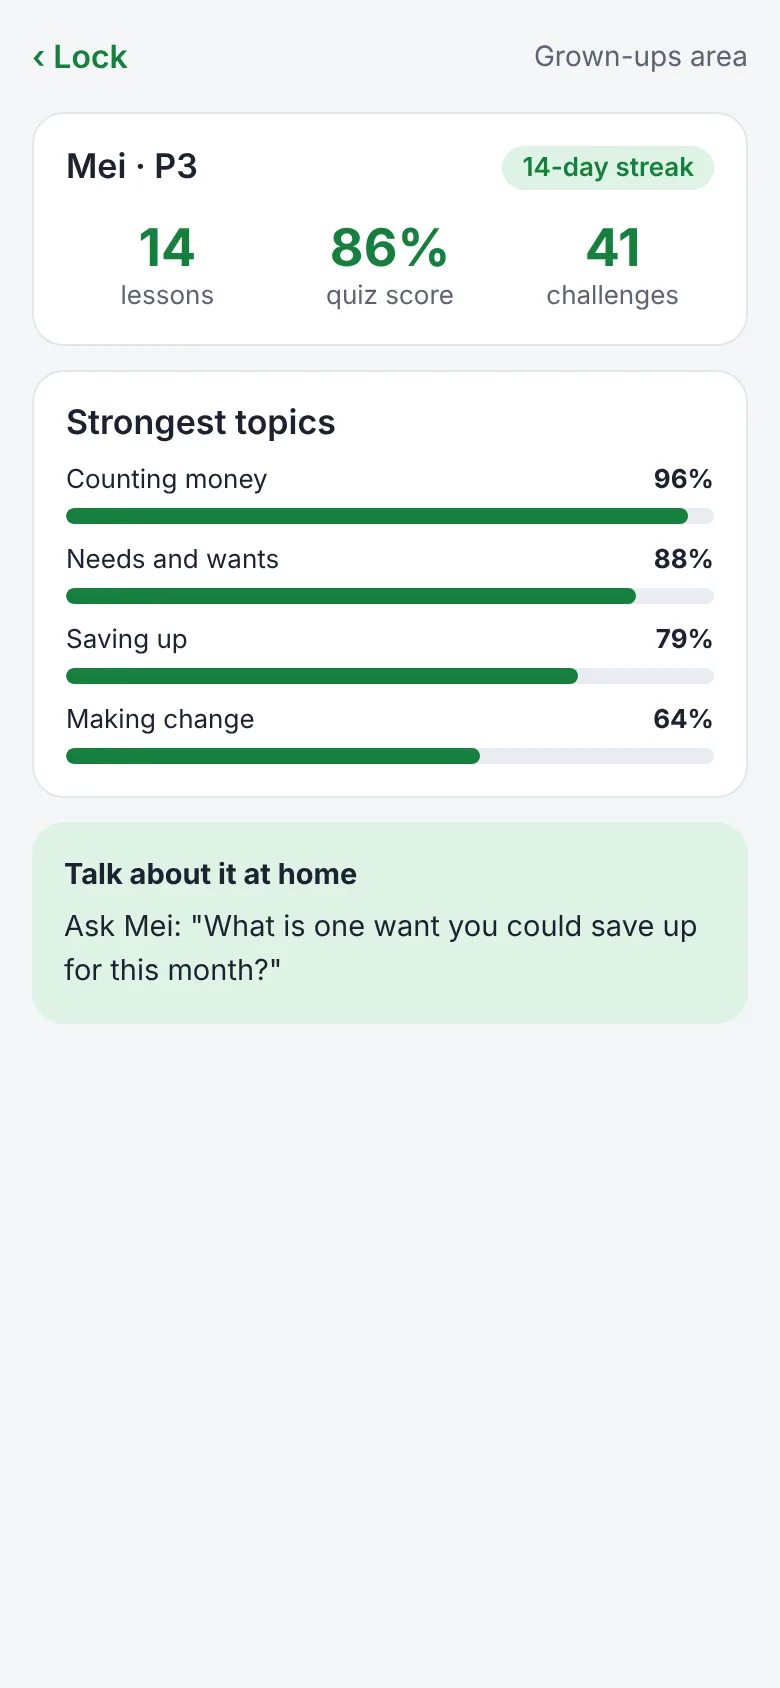 ‹ Lock
Grown-ups area
Mei · P3
14-day streak
14
86%
41
lessons
quiz score
challenges
Strongest topics
Counting money
96%
Needs and wants
88%
Saving up
79%
Making change
64%
Talk about it at home
Ask Mei: "What is one want you could save up
for this month?"